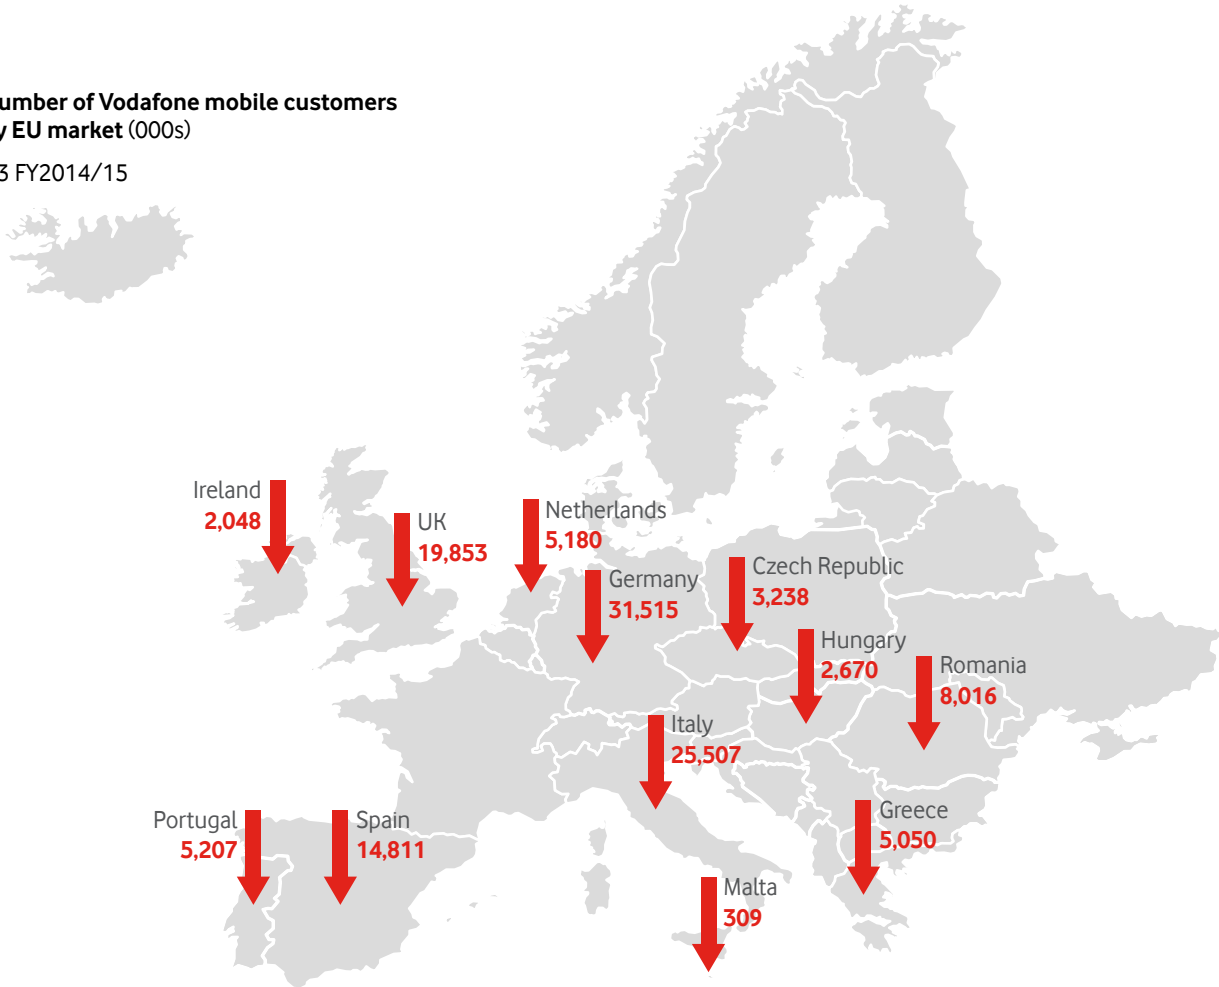 umber of Vodafone mobile customers
y EU market (000s)
3 FY2014/15
Ireland
2,048
UK
19,853
Netherlands
5,180
Germany
31,515
Czech Republic
3,238
Hungary
2,670
Romania
8,016
Italy
25,507
Portugal
5,207
Spain
14,811
Greece
5,050
Malta
309